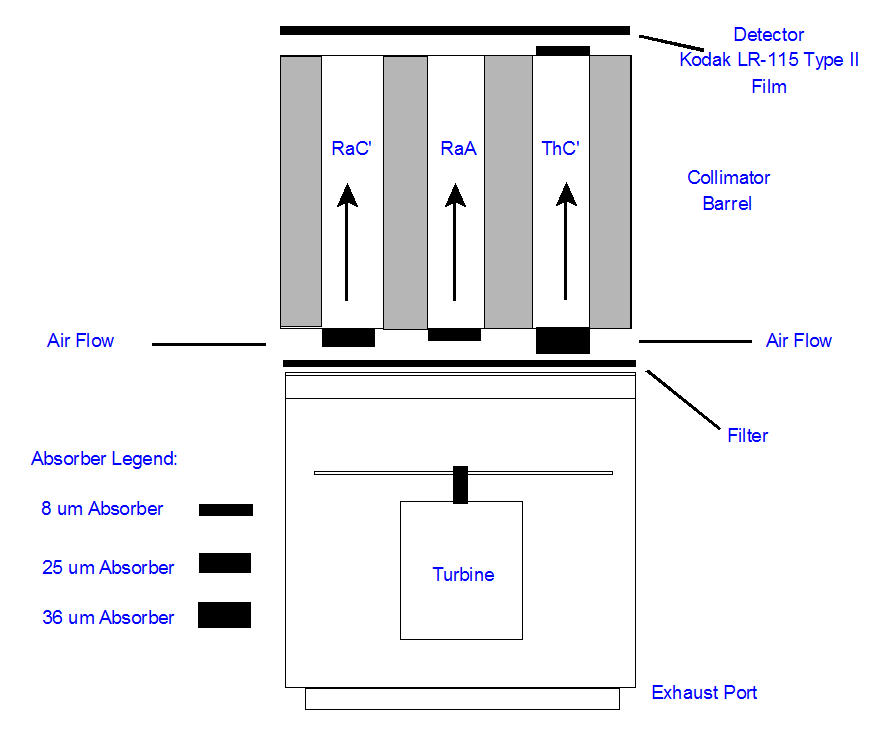 Detector
Kodak LR-115 Type II
Film
RaC'
RaA
ThC'
Collimator
Barrel
Air Flow
Air Flow
Filter
Absorber Legend:
8 um Absorber
25 um Absorber
36 um Absorber
Turbine
Exhaust Port